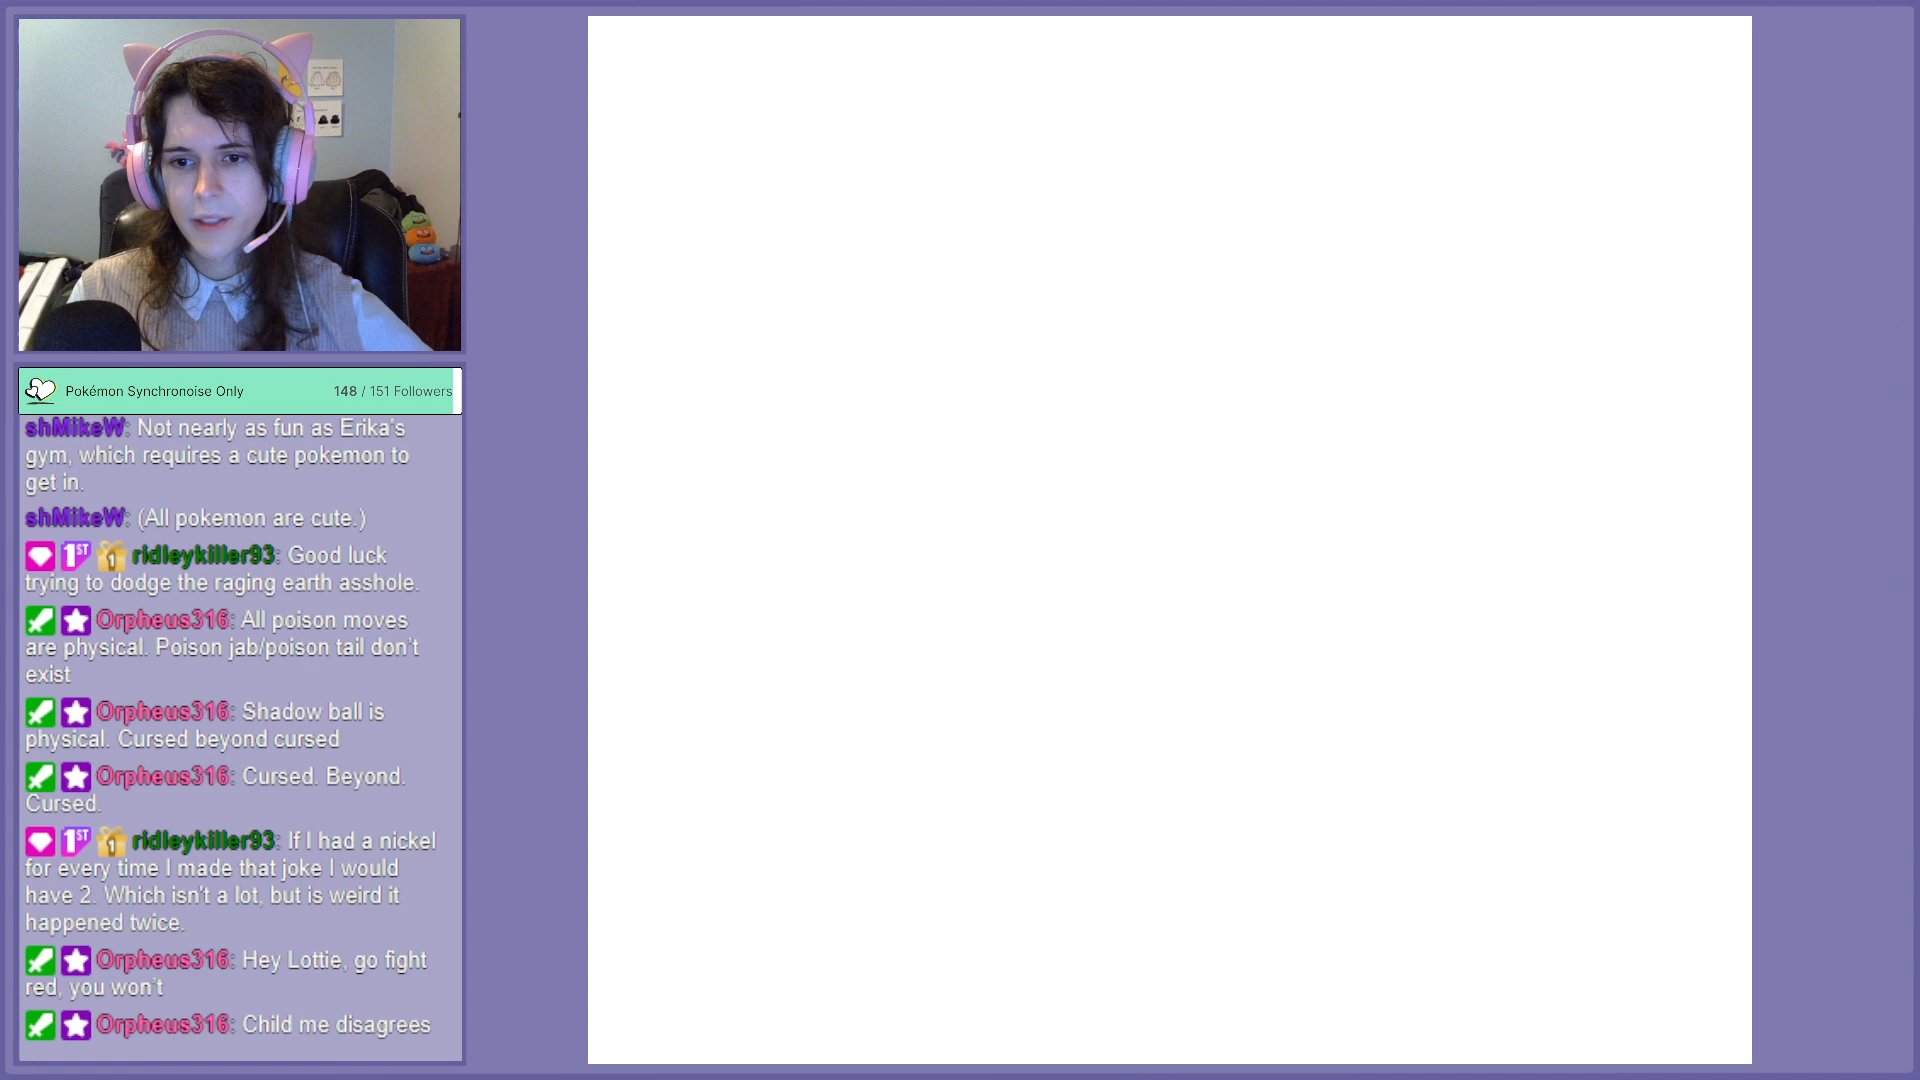 Pokémon Synchronoise Only 148 / 151 Followers
shMikeW: Not nearly as fun as Erika's
gym, which requires a cute pokemon to
get in.
shMikeW: (All pokemon are cute.)
1ST 1 ridleykiller93: Good luck
trying to dodge the raging earth asshole.
Orpheus316: All poison moves
are physical. Poison jab/poison tail don't
exist
Orpheus316: Shadow ball is
physical. Cursed beyond cursed
Orpheus316: Cursed. Beyond.
Cursed.
1ST 1 ridleykiller93: If I had a nickel
for every time I made that joke I would
have 2. Which isn't a lot, but is weird it
happened twice.
Orpheus316: Hey Lottie, go fight
red, you won't
Orpheus316: Child me disagrees